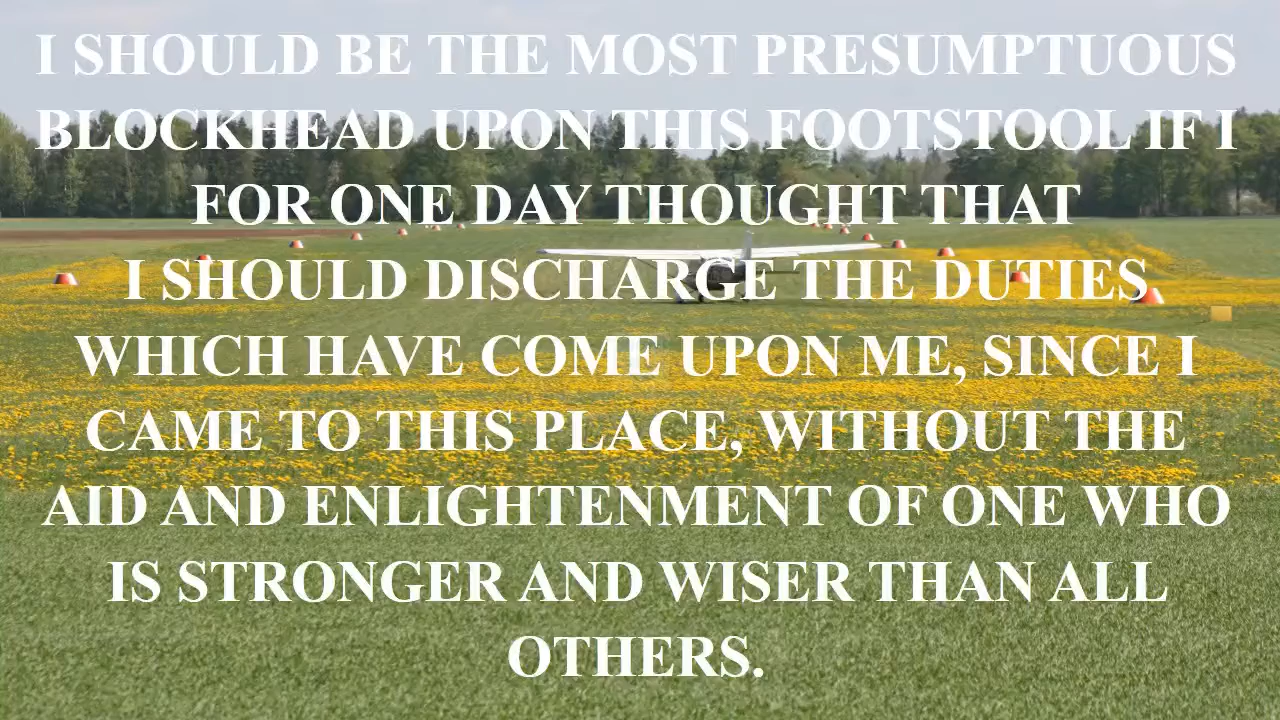 I SHOULD BE THE MOST PRESUMPTUOUS
BLOCKHEAD UPON THIS FOOTSTOOL IF I
FOR ONE DAY THOUGHT THAT
I SHOULD DISCHARGE THE DUTIES
WHICH HAVE COME UPON ME, SINCE I
CAME TO THIS PLACE, WITHOUT THE
AID AND ENLIGHTENMENT OF ONE WHO
IS STRONGER AND WISER THAN ALL
OTHERS.